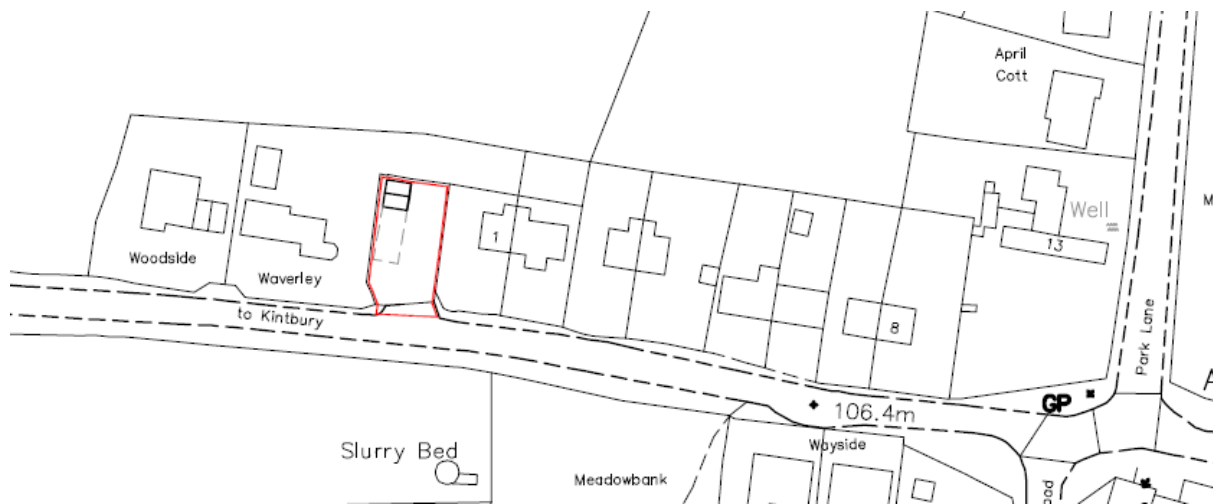 April
Cott
Well
13
1
Woodside
Waverley
to Kintbury
8
Park Lane
GP
106.4m
Wayside
Slurry Bed
Meadowbank